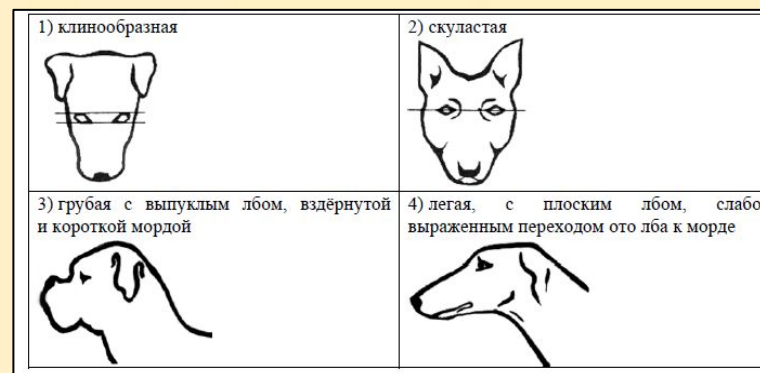 1) клинообразная
2) скуластая
3) грубая с выпуклым лбом, вздёрнутой
и короткой мордой
4) легая, с плоским лбом, слабо
выраженным переходом ото лба к морде